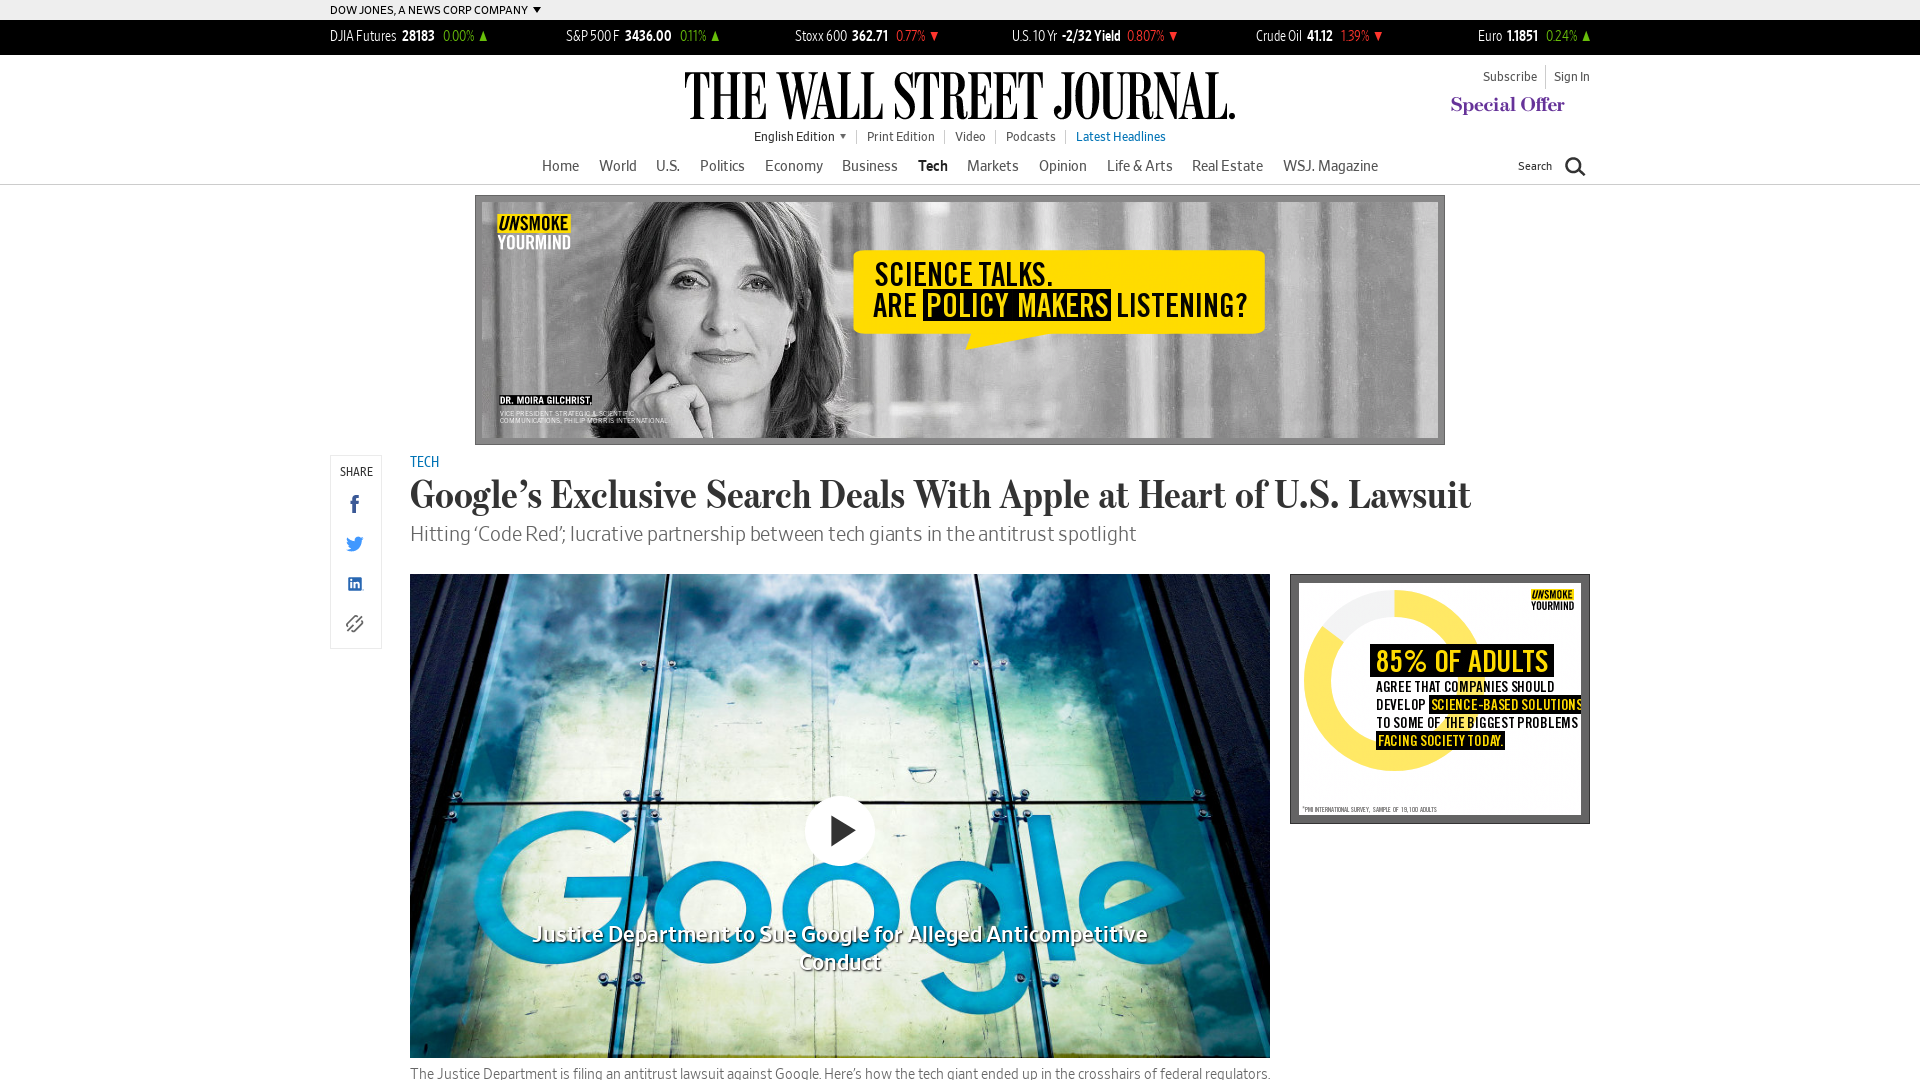 DOW JONES, A NEWS CORP COMPANY
DJIA Futures 28183 0.00% S&P 500 F 3436.00 0.11% Stoxx 600 362.71 0.77% U.S. 10 Yr -2/32 Yield 0.807% Crude Oil 41.12 1.39% Euro 1.1851 0.24%
THE WALL STREET JOURNAL.
Subscribe Sign In
Special Offer
English Edition Print Edition Video Podcasts Latest Headlines
Home World U.S. Politics Economy Business Tech Markets Opinion Life & Arts Real Estate WSJ. Magazine Search
UNSMOKE
YOURMIND
SCIENCE TALKS.
ARE POLICY MAKERS LISTENING?
DR. MOIRA GILCHRIST,
VICE PRESIDENT STRATEGIC & SCIENTIFIC
COMMUNICATIONS, PHILIP MORRIS INTERNATIONAL
TECH
Google’s Exclusive Search Deals With Apple at Heart of U.S. Lawsuit
Hitting ‘Code Red’; lucrative partnership between tech giants in the antitrust spotlight
SHARE
Google
Justice Department to Sue Google for Alleged Anticompetitive
Conduct
UNSMOKE
YOURMIND
85% OF ADULTS
AGREE THAT COMPANIES SHOULD
DEVELOP SCIENCE-BASED SOLUTIONS
TO SOME OF THE BIGGEST PROBLEMS
FACING SOCIETY TODAY.
*PMI INTERNATIONAL SURVEY, SAMPLE OF 19,100 ADULTS
The Justice Department is filing an antitrust lawsuit against Google. Here’s how the tech giant ended up in the crosshairs of federal regulators.